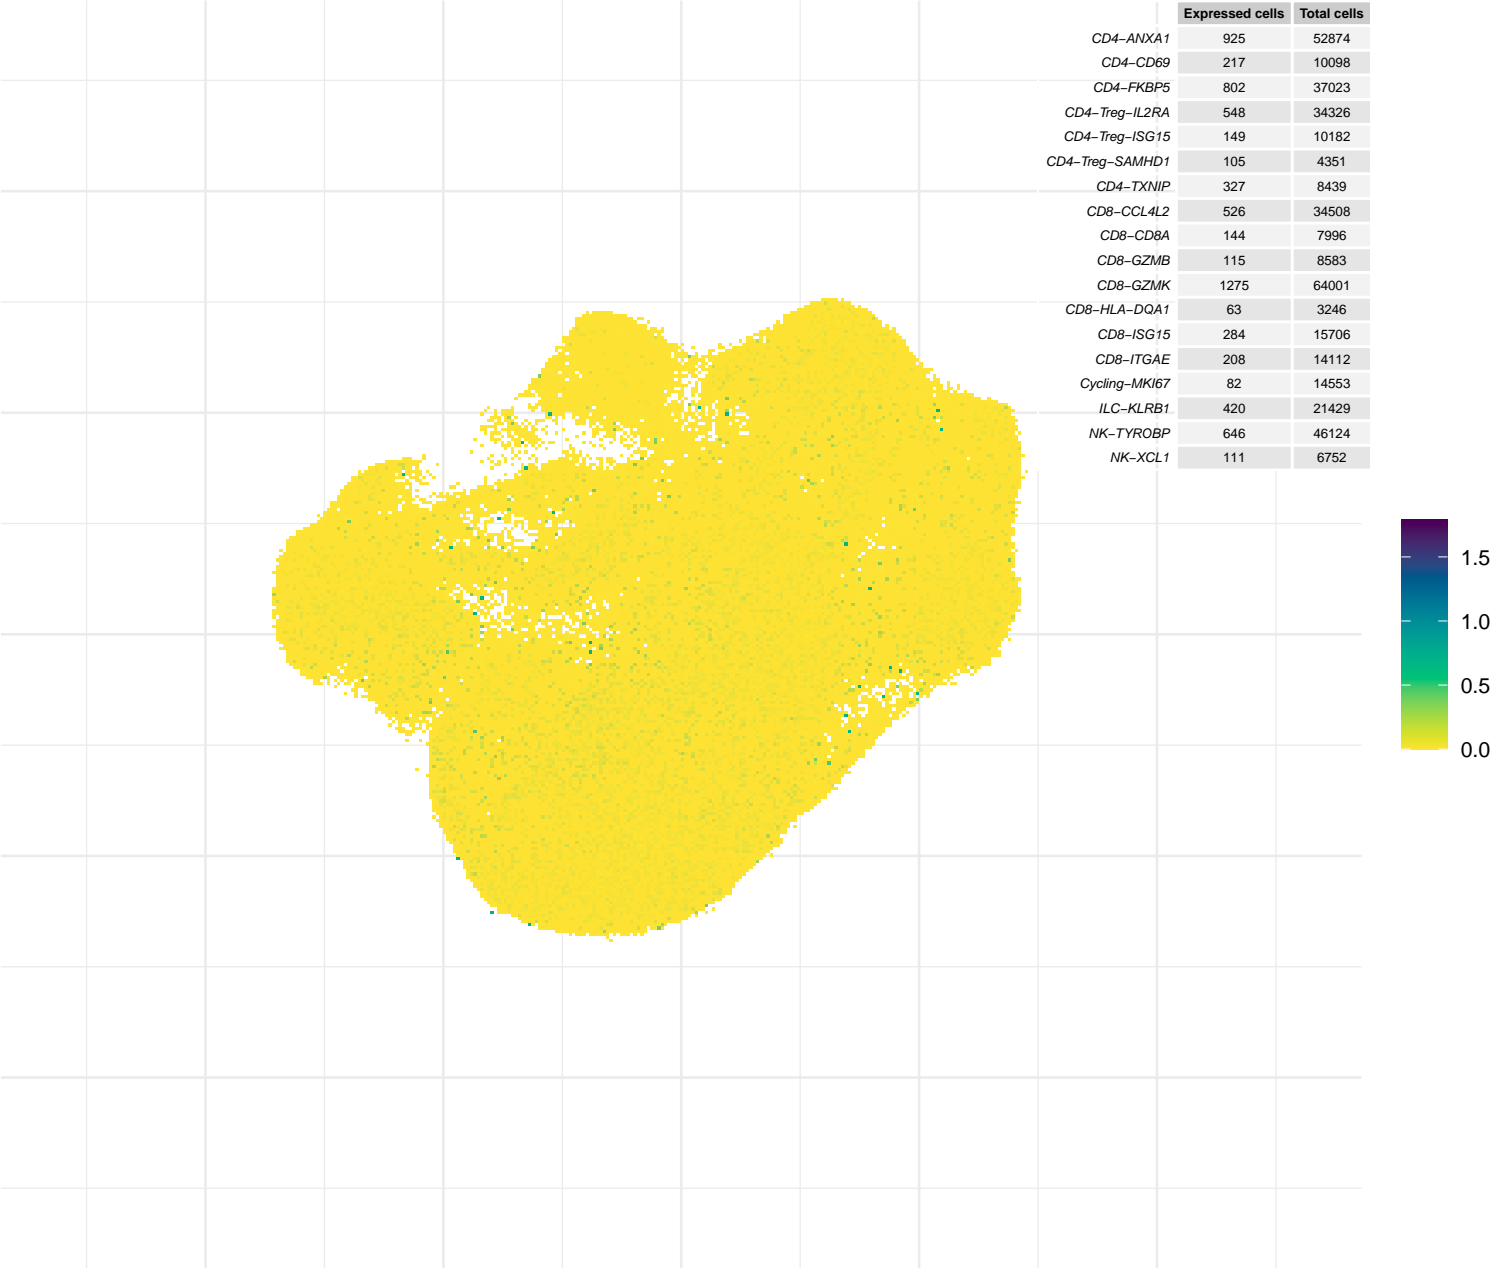 Expressed cells Total cells
CD4−ANXA1 925 52874
CD4−CD69 217 10098
CD4−FKBP5 802 37023
CD4−Treg−IL2RA 548 34326
CD4−Treg−ISG15 149 10182
CD4−Treg−SAMHD1 105 4351
CD4−TXNIP 327 8439
CD8−CCL4L2 526 34508
CD8−CD8A 144 7996
CD8−GZMB 115 8583
CD8−GZMK 1275 64001
CD8−HLA−DQA1 63 3246
CD8−ISG15 284 15706
CD8−ITGAE 208 14112
Cycling−MKI67 82 14553
ILC−KLRB1 420 21429
NK−TYROBP 646 46124
NK−XCL1 111 6752
1.5
1.0
0.5
0.0